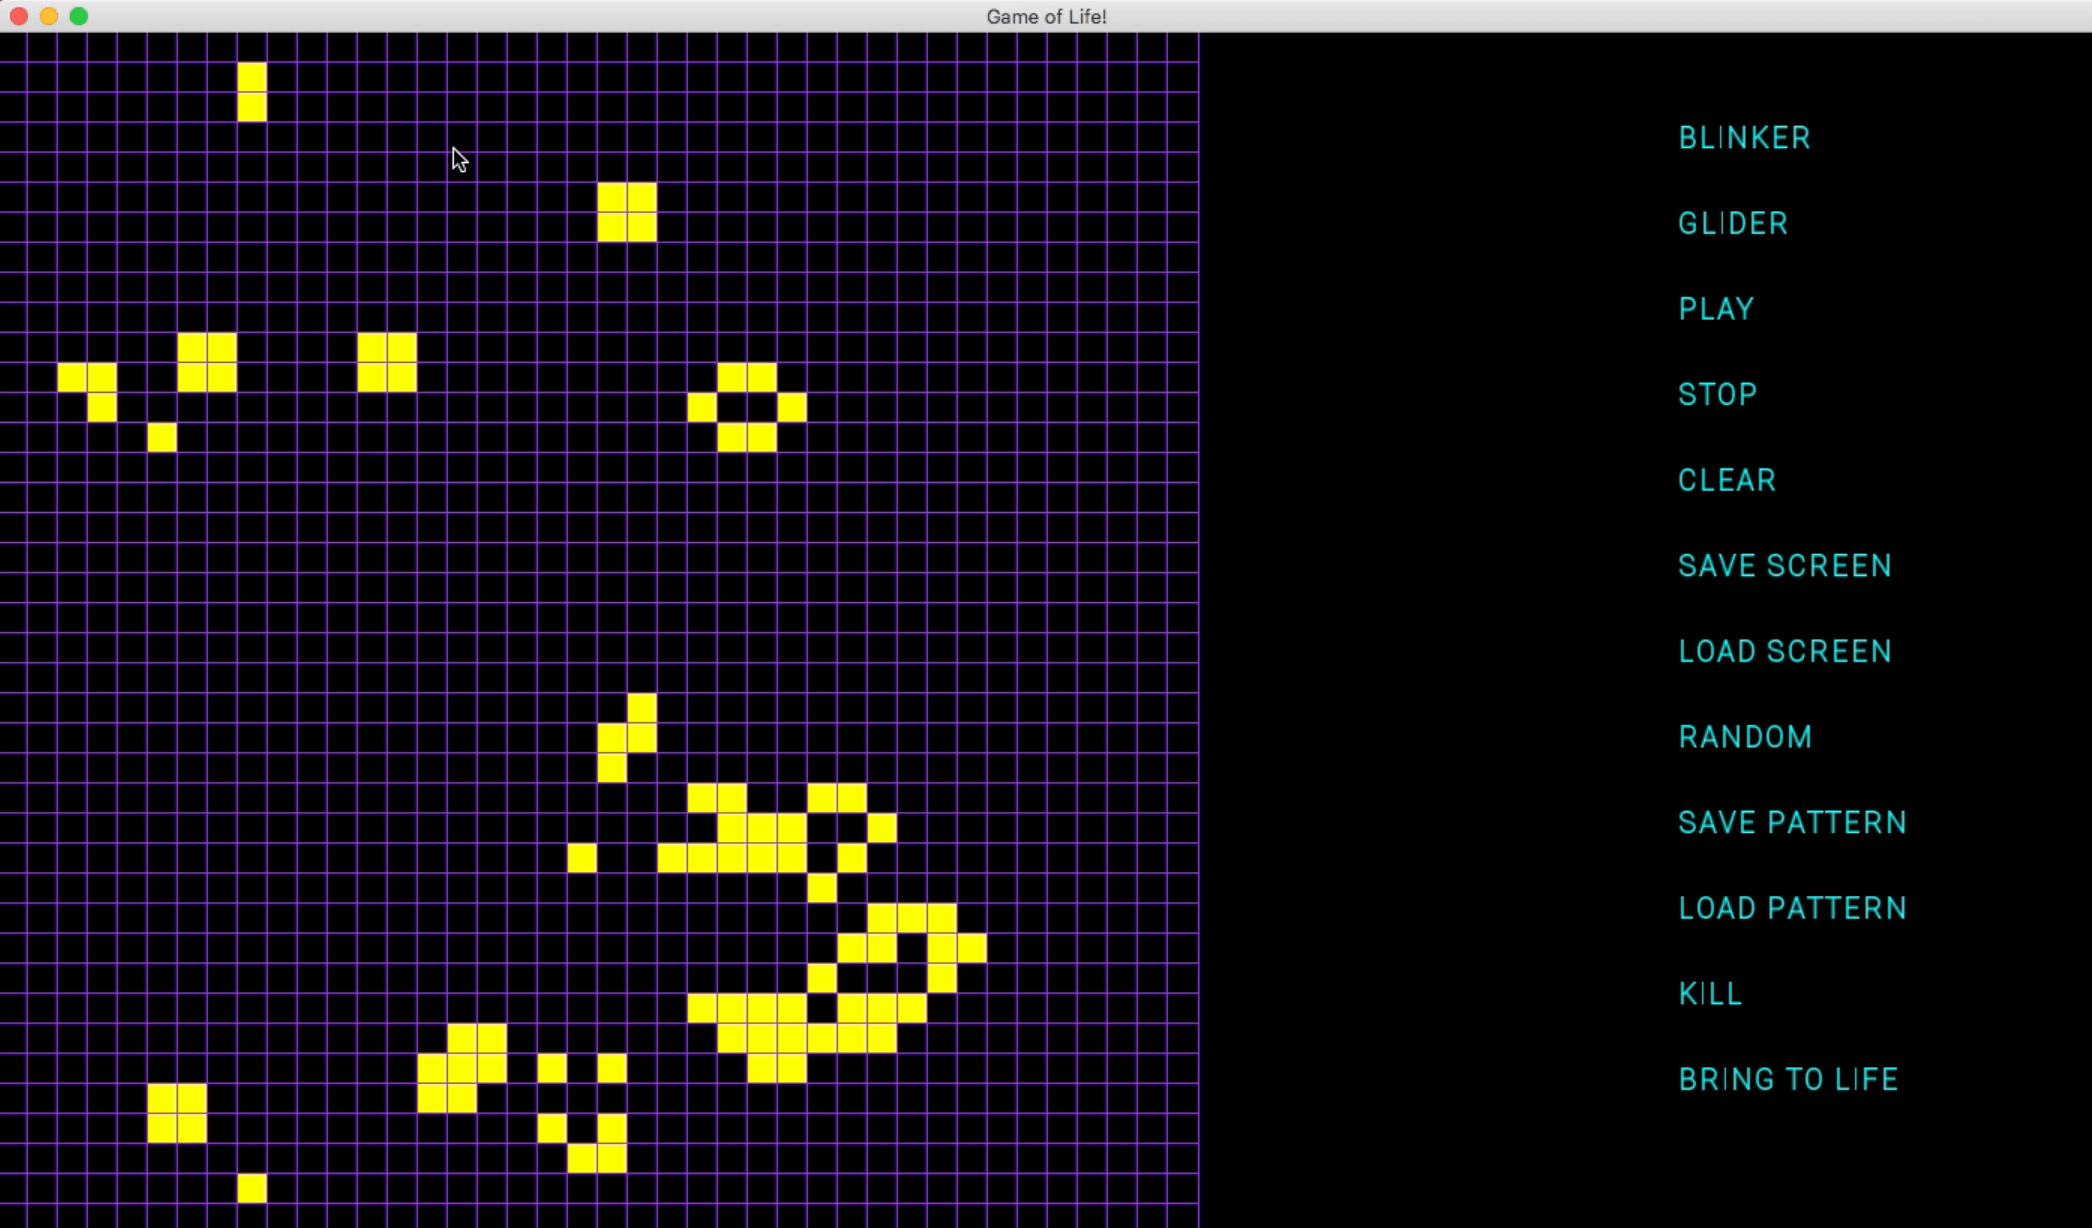 Game of Life!
BLINKER
GLIDER
PLAY
STOP
CLEAR
SAVE SCREEN
LOAD SCREEN
RANDOM
SAVE PATTERN
LOAD PATTERN
KILL
BRING TO LIFE